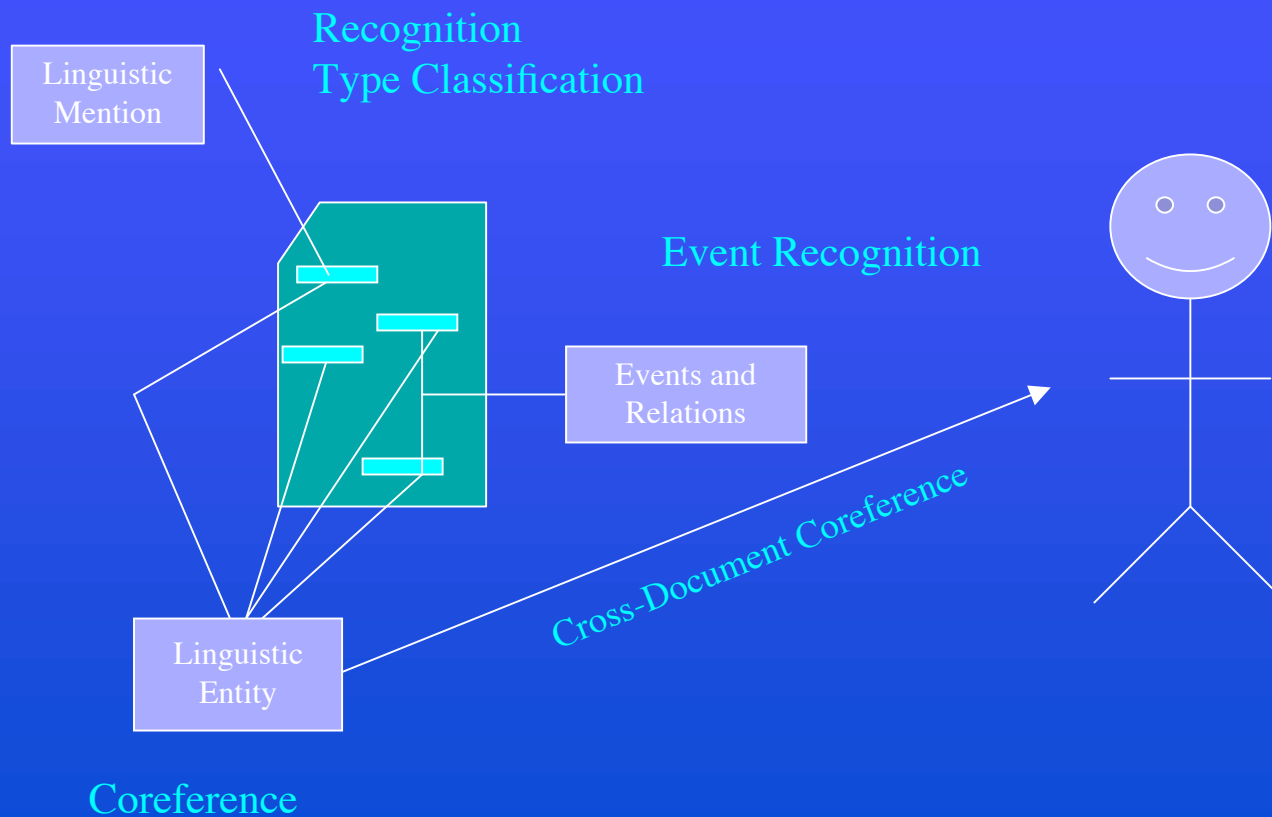 Recognition
Type Classification
Linguistic
Mention
Event Recognition
Events and
Relations
Cross-Document Coreference
Linguistic
Entity
Coreference